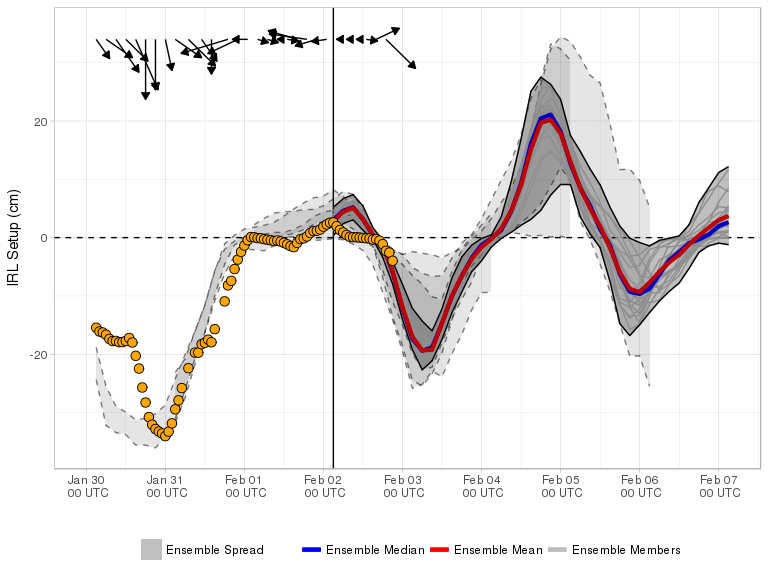 IRL Setup (cm)
20
0
-20
Jan 30 Jan 31 Feb 01 Feb 02 Feb 03 Feb 04 Feb 05 Feb 06 Feb 07
00 UTC 00 UTC 00 UTC 00 UTC 00 UTC 00 UTC 00 UTC 00 UTC 00 UTC
Ensemble Spread Ensemble Median Ensemble Mean Ensemble Members